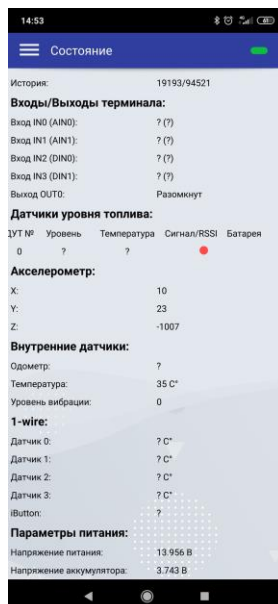 14:53
Состояние
История: 19193/94521
Входы/Выходы терминала:
Вход IN0 (AIN0): ? (?)
Вход IN1 (AIN1): ? (?)
Вход IN2 (DIN0): ? (?)
Вход IN3 (DIN1): ? (?)
Выход OUT0: Разомкнут
Датчики уровня топлива:
ДУТ № Уровень Температура Сигнал/RSSI Батарея
0 ? ?
Акселерометр:
X: 10
Y: 23
Z: -1007
Внутренние датчики:
Одометр: ?
Температура: 35 C°
Уровень вибрации: 0
1-wire:
Датчик 0: ? C°
Датчик 1: ? C°
Датчик 2: ? C°
Датчик 3: ? C°
iButton: ?
Параметры питания:
Напряжение питания: 13.956 В
Напряжение аккумулятора: 3.743 В